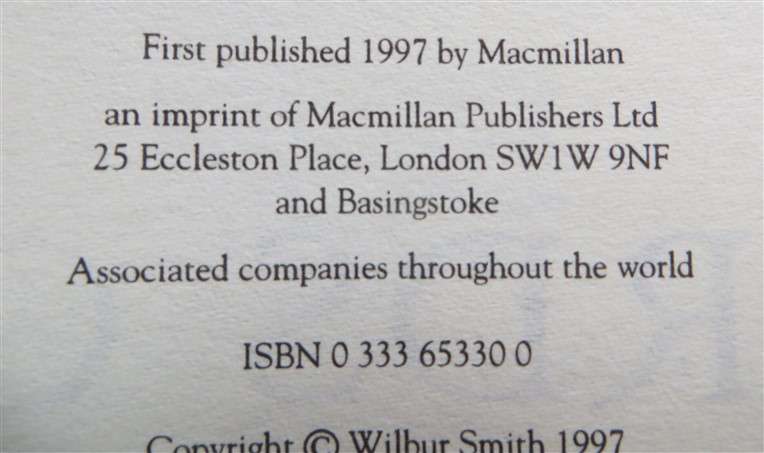 First published 1997 by Macmillan
an imprint of Macmillan Publishers Ltd
25 Eccleston Place, London SW1W 9NF
and Basingstoke
Associated companies throughout the world
ISBN 0 333 65330 0
Copyright © Wilbur Smith 1997